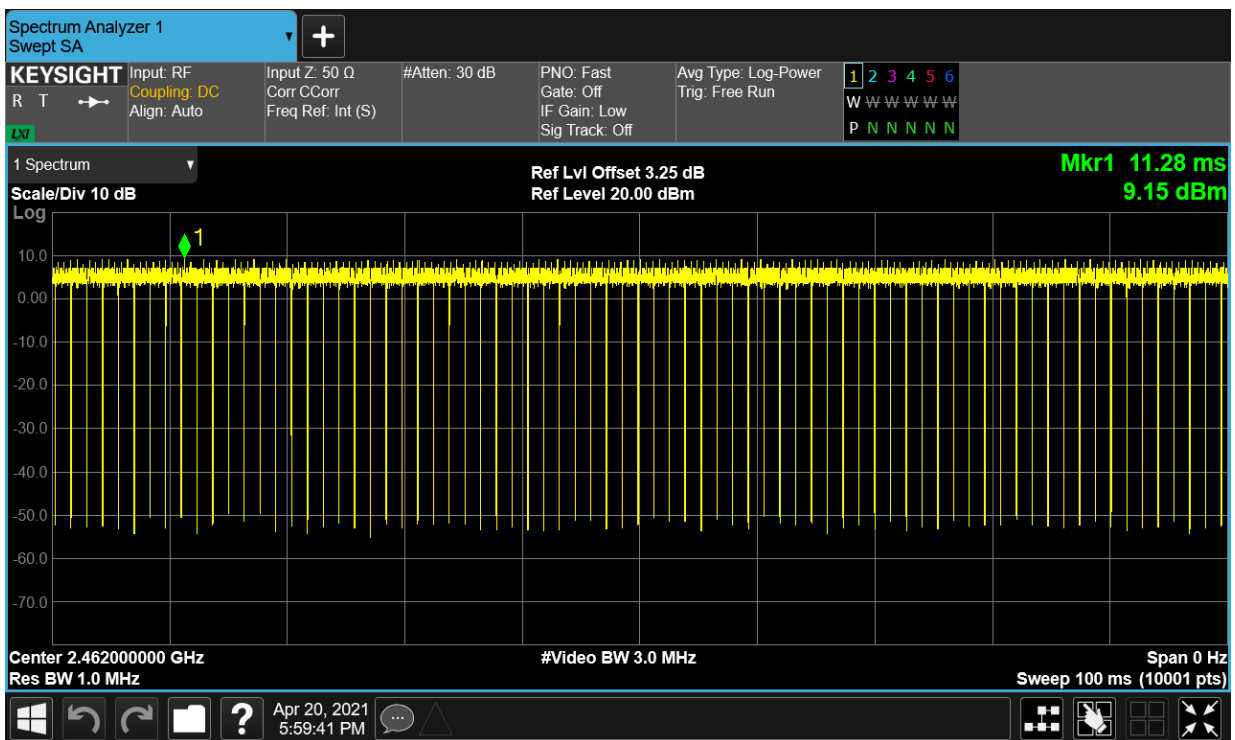 Spectrum Analyzer 1
Swept SA
KEYSIGHT
R T
LXI
Input: RF
Coupling: DC
Align: Auto
Input Z: 50 Ω
Corr CCorr
Freq Ref: Int (S)
#Atten: 30 dB
PNO: Fast
Gate: Off
IF Gain: Low
Sig Track: Off
Avg Type: Log-Power
Trig: Free Run
1 2 3 4 5 6
W W W W W W
P N N N N N
1 Spectrum
Scale/Div 10 dB
Log
Ref Lvl Offset 3.25 dB
Ref Level 20.00 dBm
Mkr1 11.28 ms
9.15 dBm
1
10.0
0.00
-10.0
-20.0
-30.0
-40.0
-50.0
-60.0
-70.0
Center 2.462000000 GHz
Res BW 1.0 MHz
#Video BW 3.0 MHz
Span 0 Hz
Sweep 100 ms (10001 pts)
?
Apr 20, 2021
5:59:41 PM